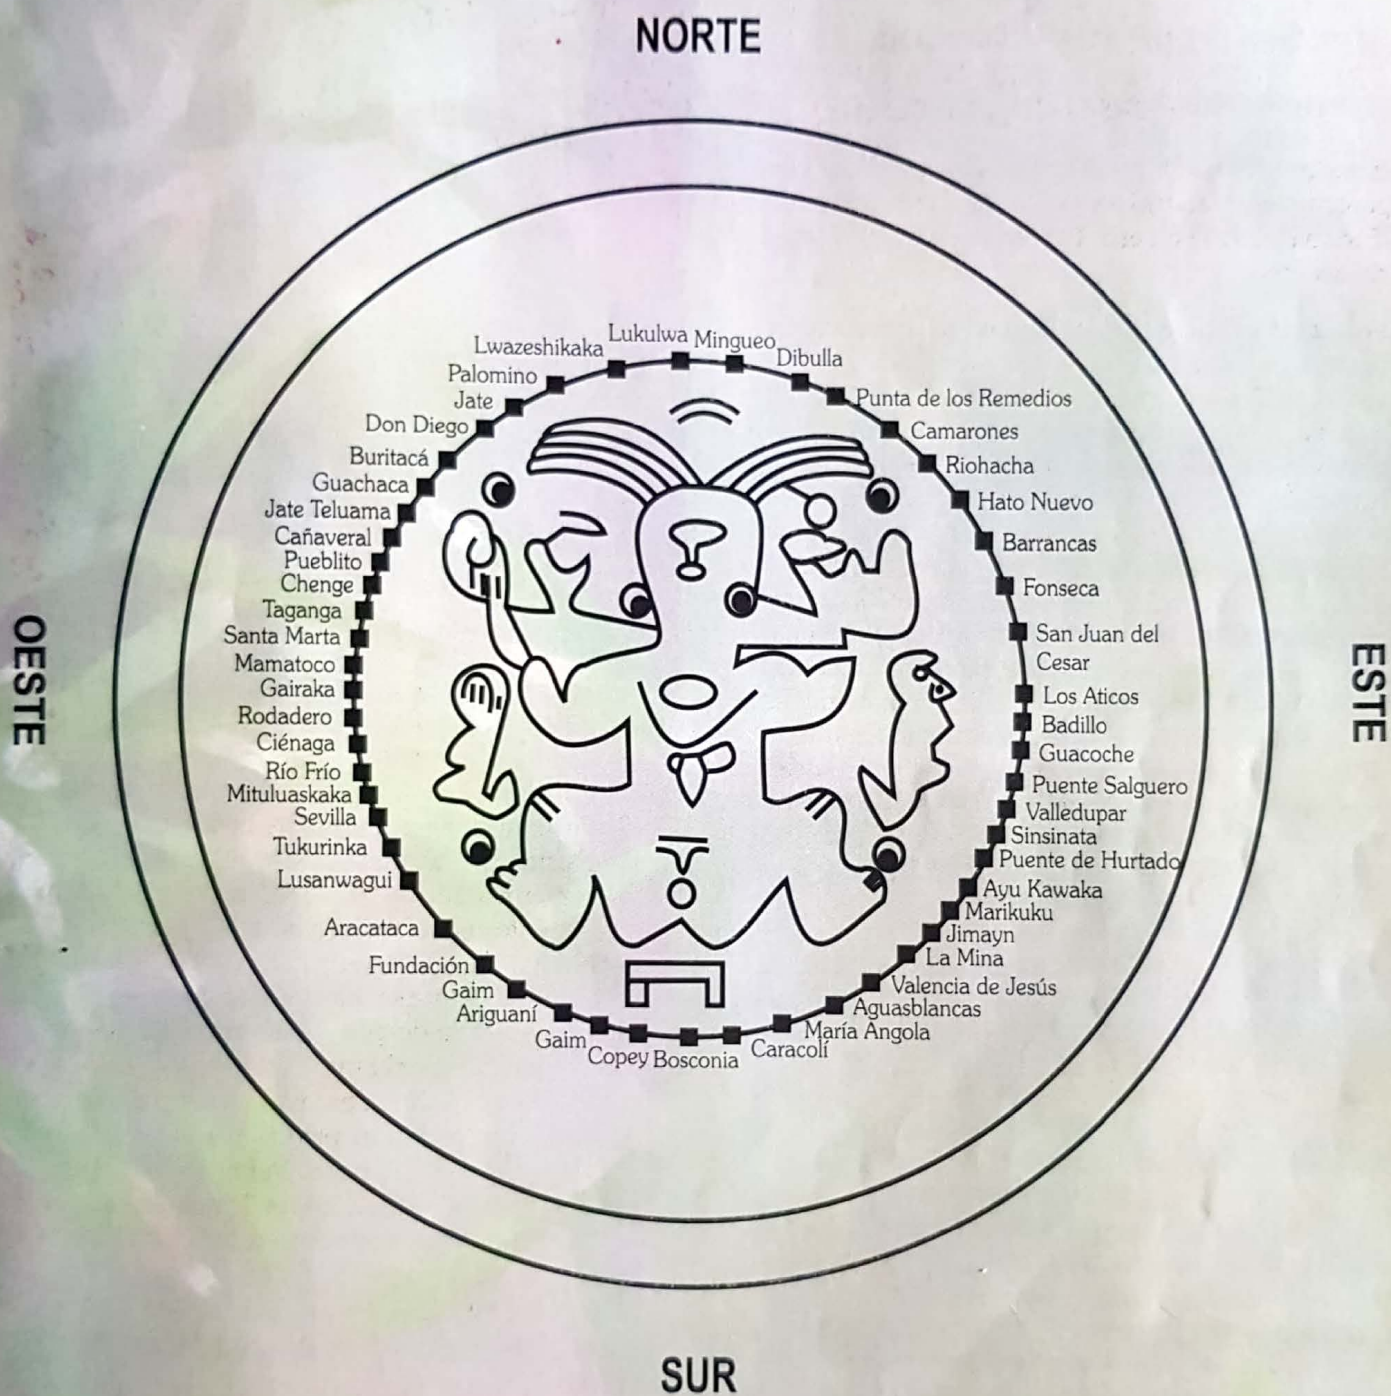 NORTE
Lukulwa
Mingueo
Dibulla
Punta de los Remedios
Camarones
Riohacha
Hato Nuevo
Barrancas
Fonseca
San Juan del
Cesar
Los Aticos
Badillo
Guacoche
Puente Salguero
Valledupar
Sinsinata
Puente de Hurtado
Ayu Kawaka
Marikuku
Jimayn
La Mina
Valencia de Jesús
Aguasblancas
María Angola
Caracolí
Bosconia
Copey
Gaim
Ariguaní
Gaim
Fundación
Aracataca
Lusanwagui
Tukurinka
Sevilla
Mituluaskaka
Río Frío
Ciénaga
Rodadero
Gairaka
Mamatoco
Santa Marta
Taganga
Chenge
Pueblito
Cañaveral
Jate Teluama
Guachaca
Buritacá
Don Diego
Jate
Palomino
Lwazeshikaka
OESTE
ESTE
SUR